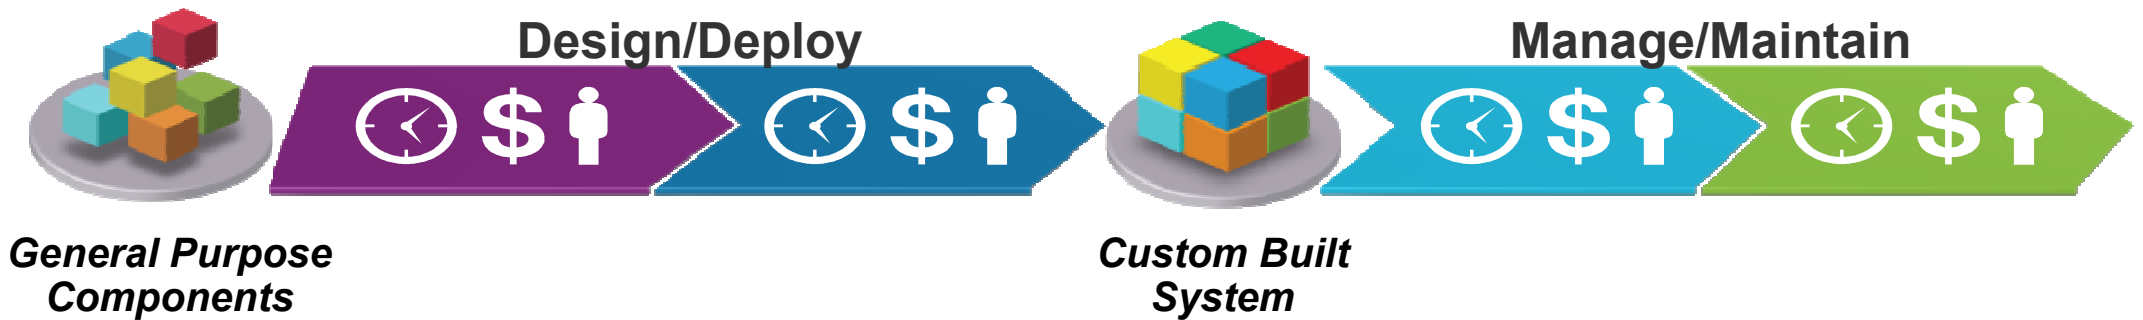 Design/Deploy
Manage/Maintain
$ $ $ $
General Purpose
Components
Custom Built
System